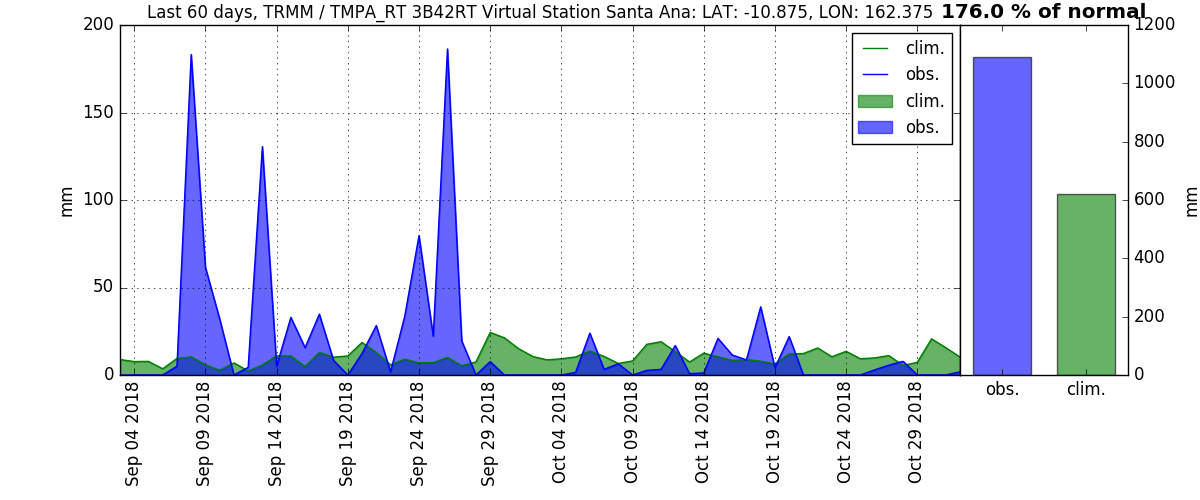 Last 60 days, TRMM / TMPA_RT 3B42RT Virtual Station Santa Ana: LAT: -10.875, LON: 162.375 176.0 % of normal
200
150
100
50
0
mm
clim.
obs.
clim.
obs.
1200
1000
800
600
400
200
0
mm
obs. clim.
Sep 04 2018
Sep 09 2018
Sep 14 2018
Sep 19 2018
Sep 24 2018
Sep 29 2018
Oct 04 2018
Oct 09 2018
Oct 14 2018
Oct 19 2018
Oct 24 2018
Oct 29 2018